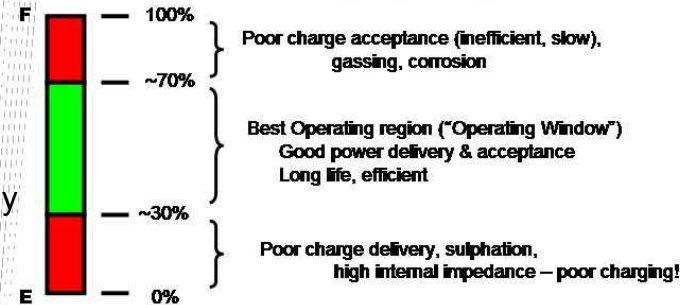 F
100%
Poor charge acceptance (inefficient, slow),
gassing, corrosion
~70%
Best Operating region ("Operating Window")
Good power delivery & acceptance
Long life, efficient
y
~30%
Poor charge delivery, sulphation,
high internal impedance – poor charging!
E
0%